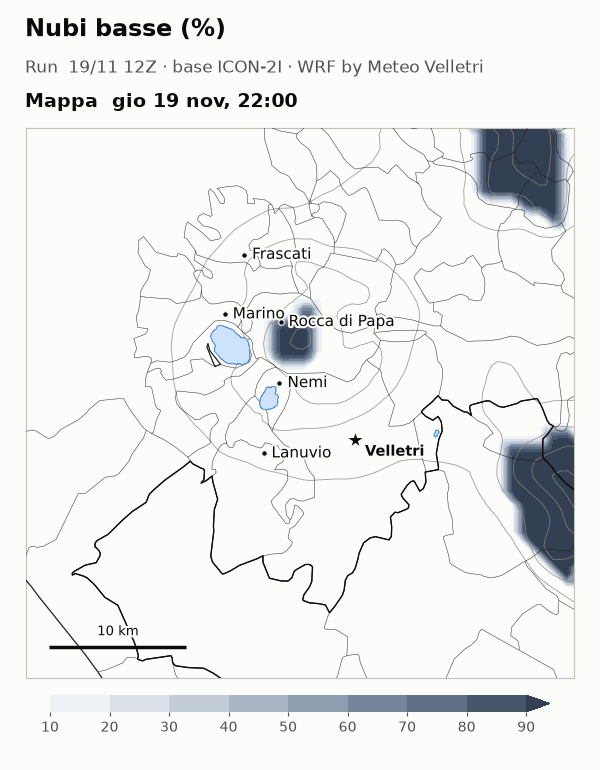 Nubi basse (%)
Run  19/11 12Z · base ICON-2I · WRF by Meteo Velletri
Mappa  gio 19 nov, 22:00
Frascati
Marino
Rocca di Papa
Nemi
Velletri
Lanuvio
10 km
10 20 30 40 50 60 70 80 90